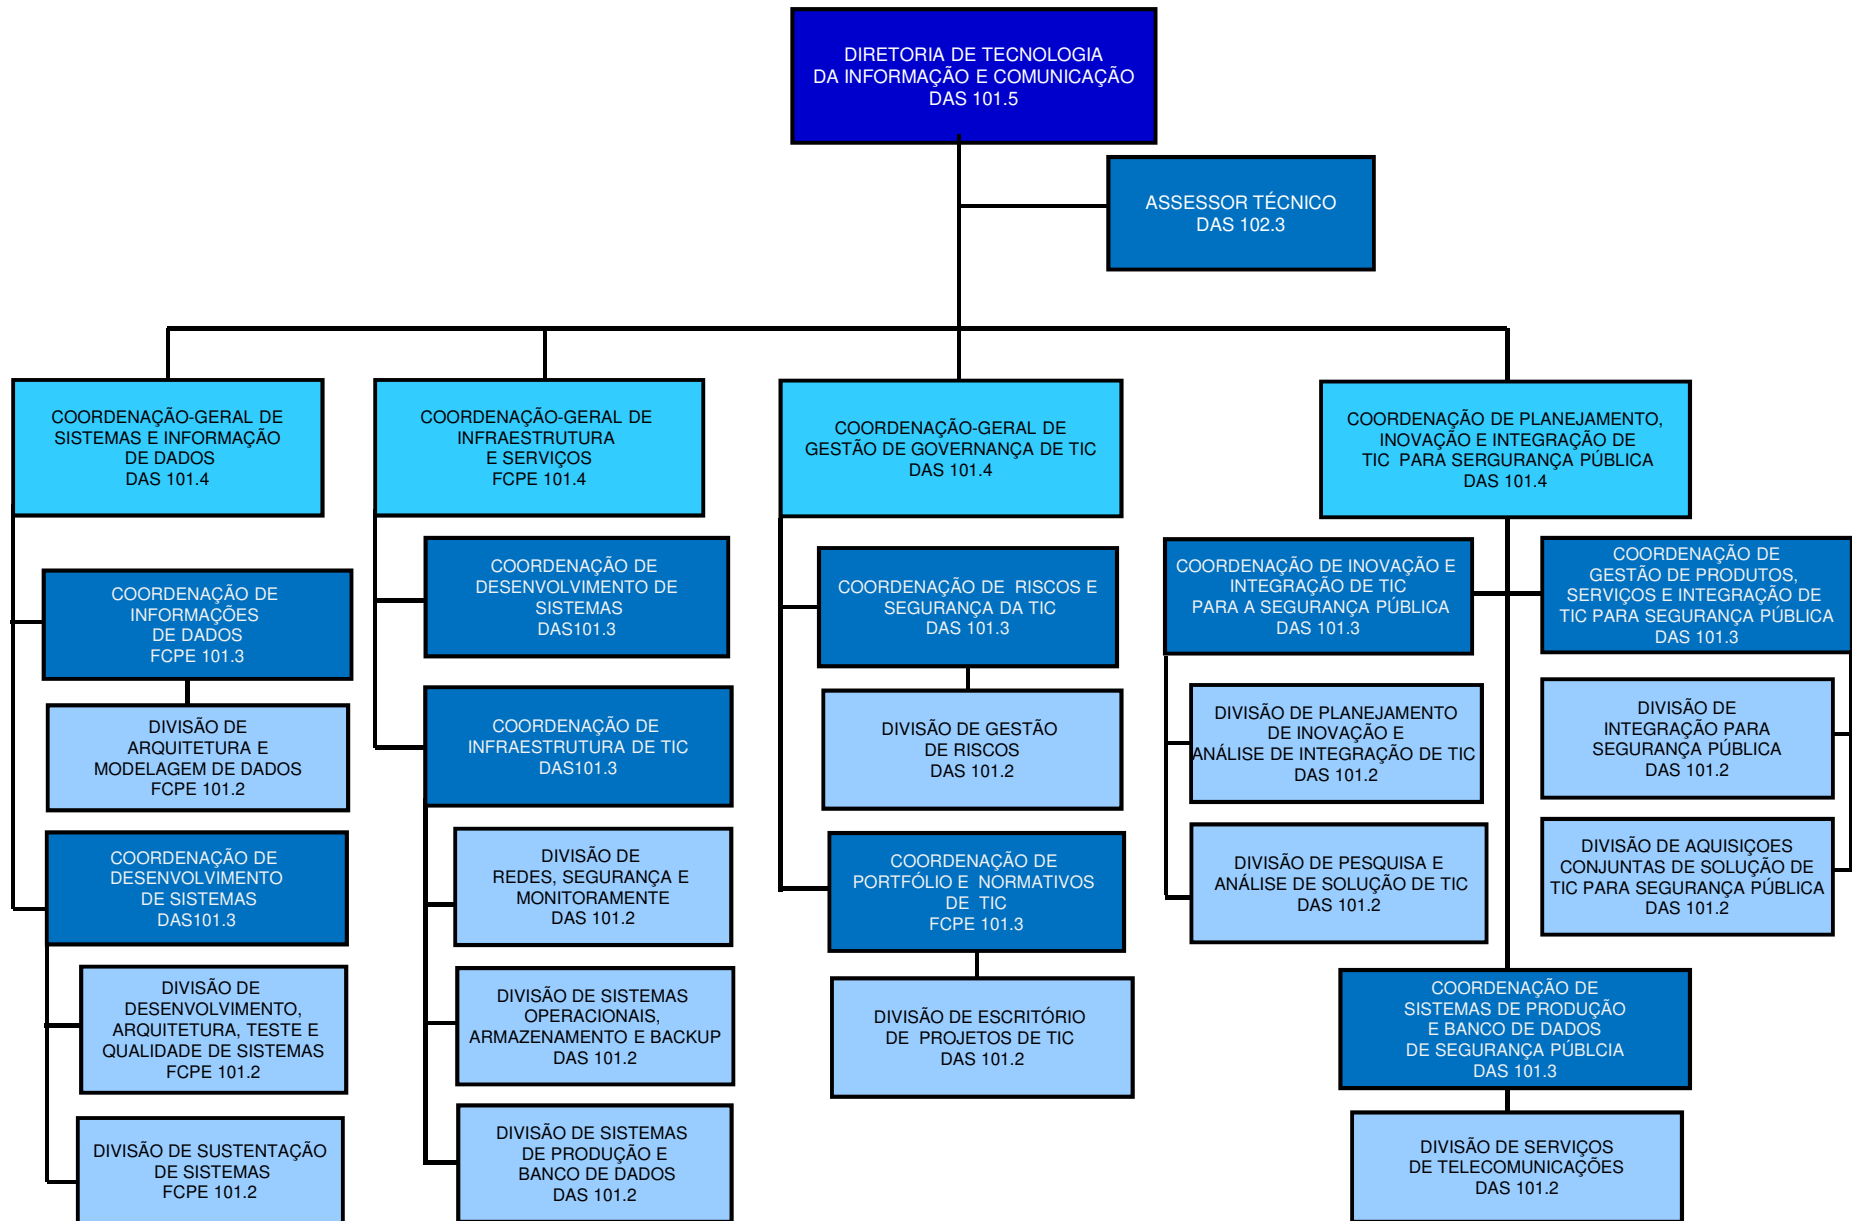 DIRETORIA DE TECNOLOGIA
DA INFORMAÇÃO E COMUNICAÇÃO
DAS 101.5
ASSESSOR TÉCNICO
DAS 102.3
COORDENAÇÃO-GERAL DE
SISTEMAS E INFORMAÇÃO
DE DADOS
DAS 101.4
COORDENAÇÃO DE
INFORMAÇÕES
DE DADOS
FCPE 101.3
DIVISÃO DE
ARQUITETURA E
MODELAGEM DE DADOS
FCPE 101.2
COORDENAÇÃO DE
DESENVOLVIMENTO
DE SISTEMAS
DAS101.3
DIVISÃO DE
DESENVOLVIMENTO,
ARQUITETURA, TESTE E
QUALIDADE DE SISTEMAS
FCPE 101.2
DIVISÃO DE SUSTENTAÇÃO
DE SISTEMAS
FCPE 101.2
COORDENAÇÃO-GERAL DE
INFRAESTRUTURA
E SERVIÇOS
FCPE 101.4
COORDENAÇÃO DE
DESENVOLVIMENTO DE
SISTEMAS
DAS101.3
COORDENAÇÃO DE
INFRAESTRUTURA DE TIC
DAS101.3
DIVISÃO DE
REDES, SEGURANÇA E
MONITORAMENTE
DAS 101.2
DIVISÃO DE SISTEMAS
OPERACIONAIS,
ARMAZENAMENTO E BACKUP
DAS 101.2
DIVISÃO DE SISTEMAS
DE PRODUÇÃO E
BANCO DE DADOS
DAS 101.2
COORDENAÇÃO-GERAL DE
GESTÃO DE GOVERNANÇA DE TIC
DAS 101.4
COORDENAÇÃO DE RISCOS E
SEGURANÇA DA TIC
DAS 101.3
DIVISÃO DE GESTÃO
DE RISCOS
DAS 101.2
COORDENAÇÃO DE
PORTFÓLIO E NORMATIVOS
DE TIC
FCPE 101.3
DIVISÃO DE ESCRITÓRIO
DE PROJETOS DE TIC
DAS 101.2
COORDENAÇÃO DE PLANEJAMENTO,
INOVAÇÃO E INTEGRAÇÃO DE
TIC PARA SERGURANÇA PÚBLICA
DAS 101.4
COORDENAÇÃO DE INOVAÇÃO E
INTEGRAÇÃO DE TIC
PARA A SEGURANÇA PÚBLICA
DAS 101.3
DIVISÃO DE PLANEJAMENTO
DE INOVAÇÃO E
ANÁLISE DE INTEGRAÇÃO DE TIC
DAS 101.2
DIVISÃO DE PESQUISA E
ANÁLISE DE SOLUÇÃO DE TIC
DAS 101.2
COORDENAÇÃO DE
GESTÃO DE PRODUTOS,
SERVIÇOS E INTEGRAÇÃO DE
TIC PARA SEGURANÇA PÚBLICA
DAS 101.3
DIVISÃO DE
INTEGRAÇÃO PARA
SEGURANÇA PÚBLICA
DAS 101.2
DIVISÃO DE AQUISIÇOES
CONJUNTAS DE SOLUÇÃO DE
TIC PARA SEGURANÇA PÚBLICA
DAS 101.2
COORDENAÇÃO DE
SISTEMAS DE PRODUÇÃO
E BANCO DE DADOS
DE SEGURANÇA PÚBLCIA
DAS 101.3
DIVISÃO DE SERVIÇOS
DE TELECOMUNICAÇÕES
DAS 101.2